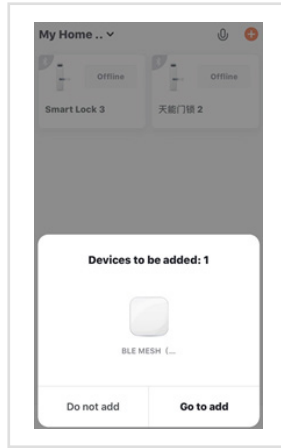 My Home ..
Offline
Offline
Smart Lock 3
天能门锁 2
Devices to be added: 1
BLE MESH (...
Do not add
Go to add